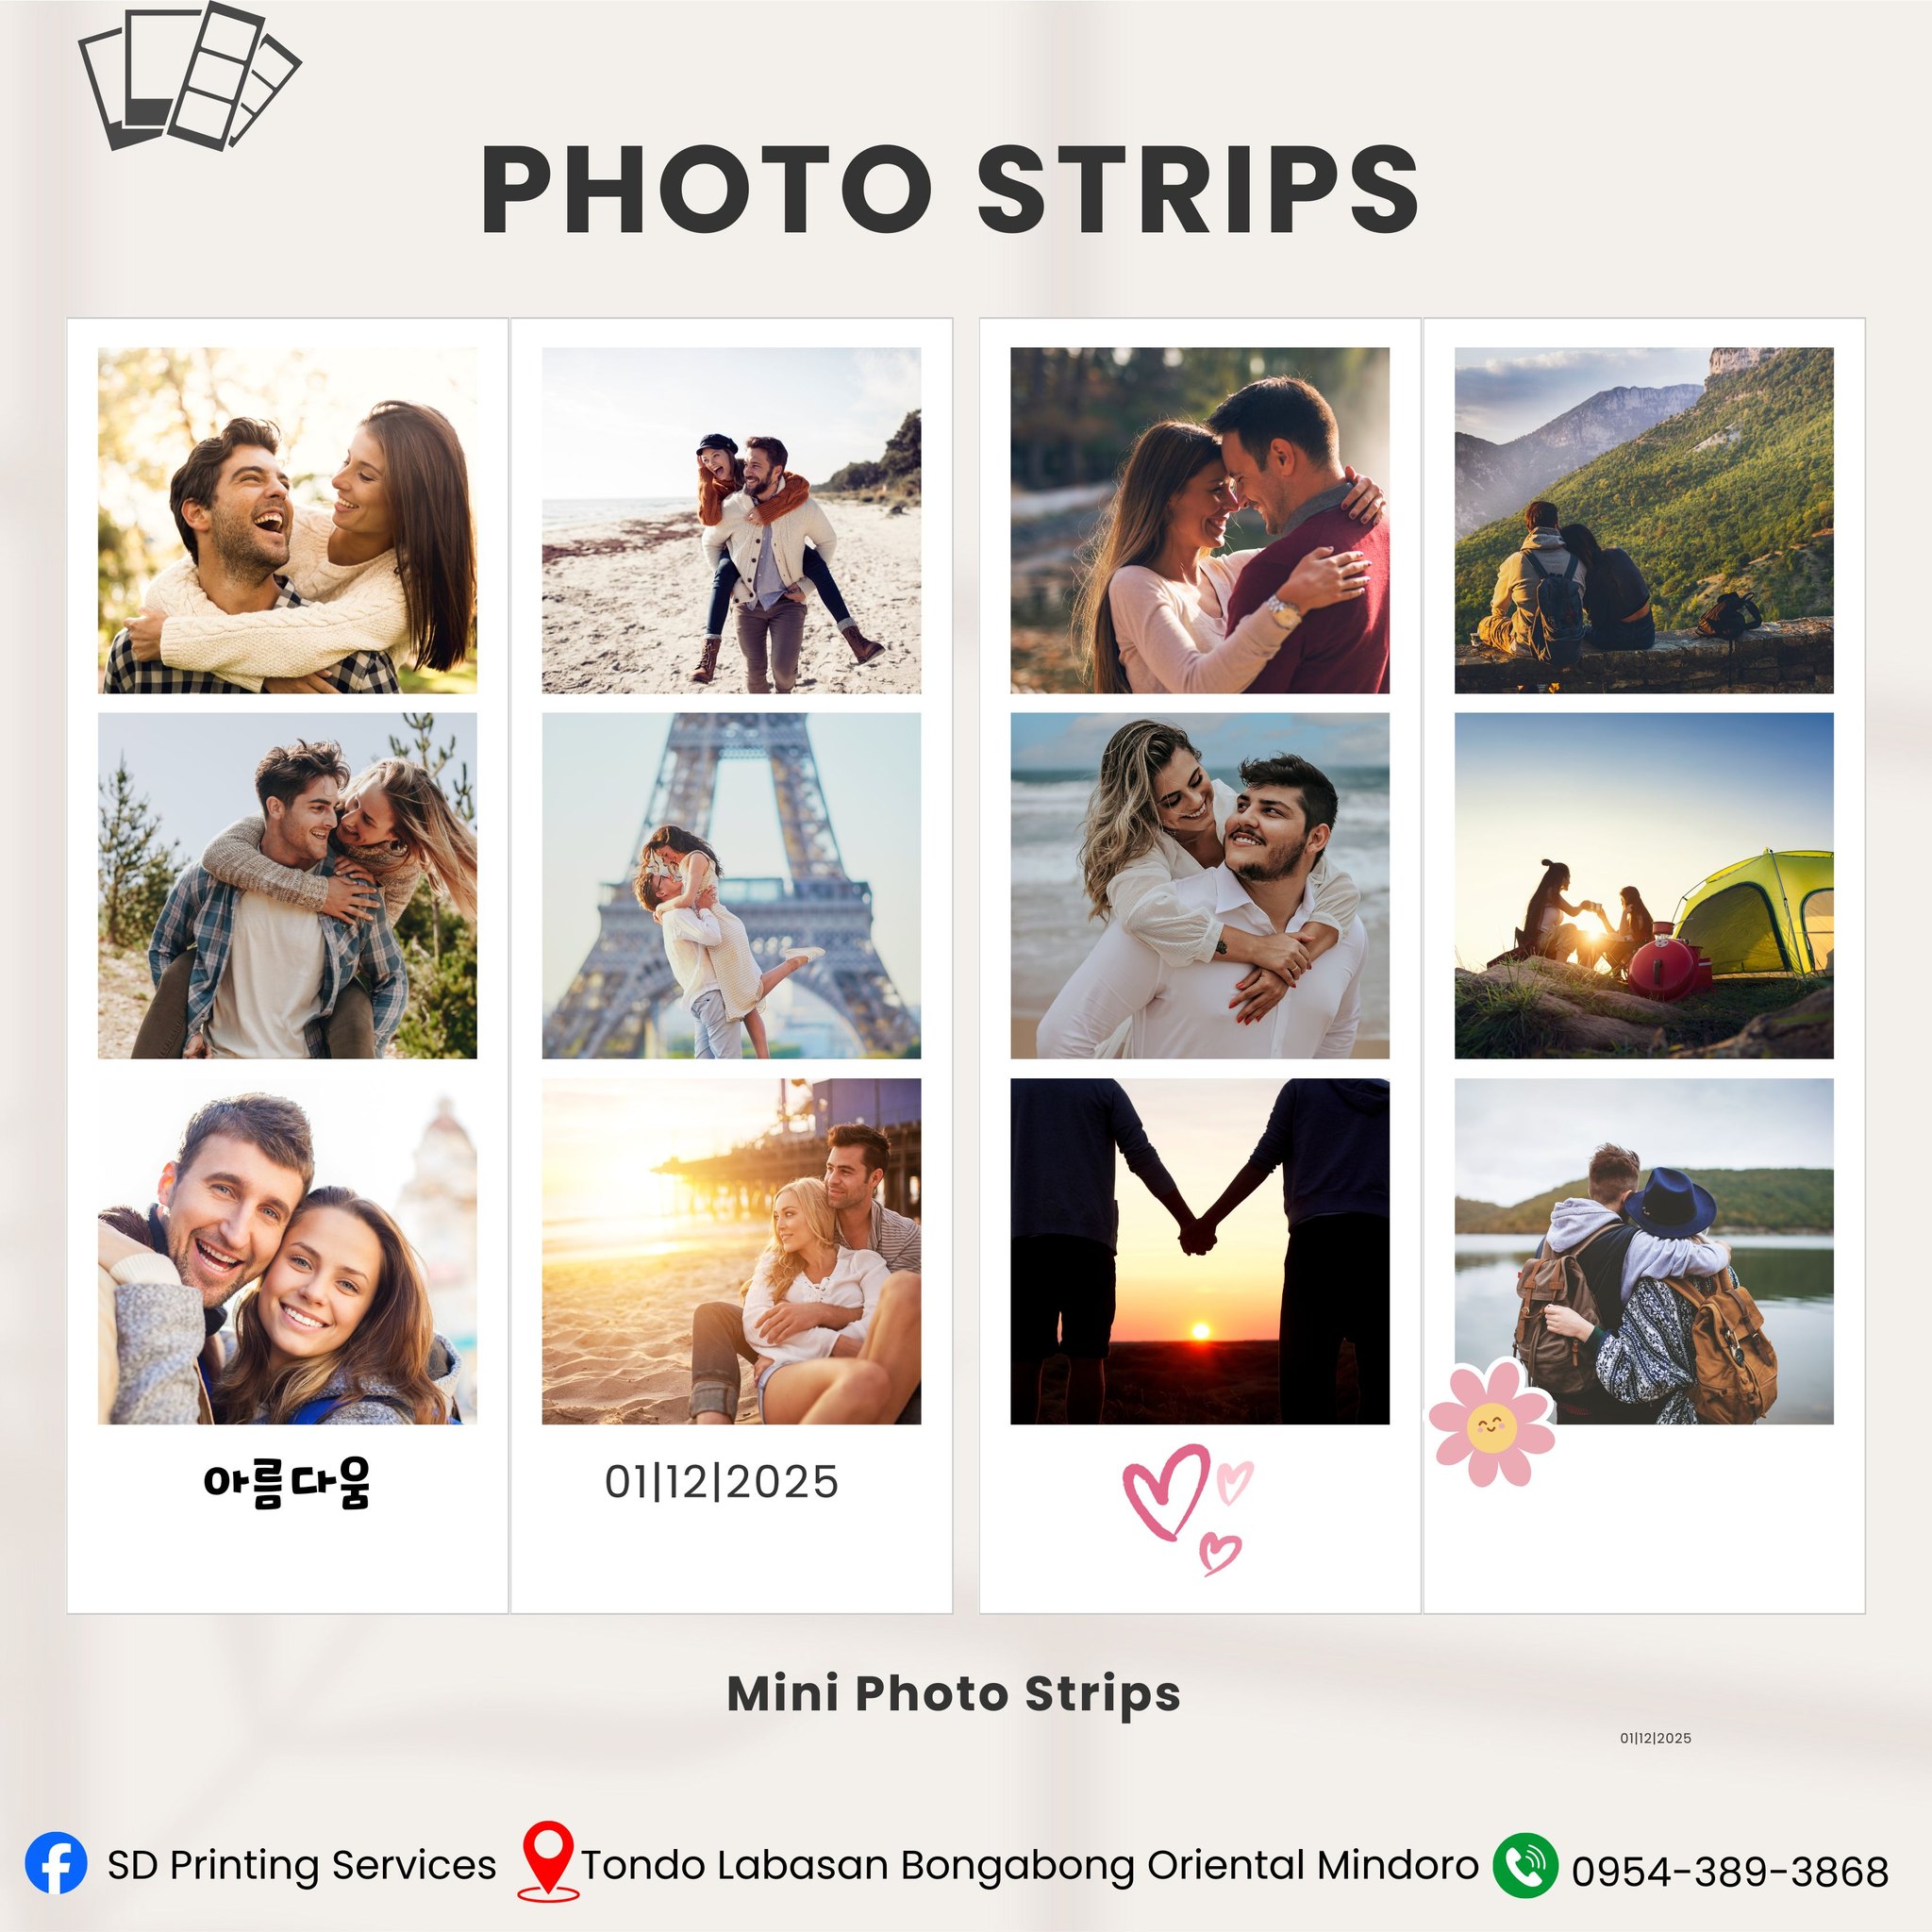 PHOTO STRIPS
아름다움
01|12|2025
Mini Photo Strips
01|12|2025
SD Printing Services
Tondo Labasan Bongabong Oriental Mindoro
0954-389-3868